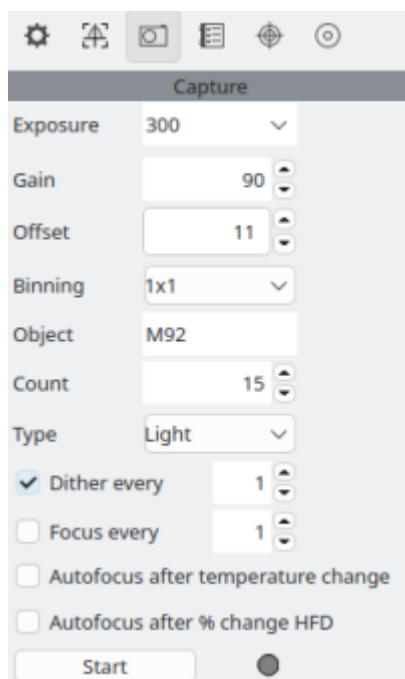 Capture
Exposure 300
Gain 90
Offset 11
Binning 1x1
Object M92
Count 15
Type Light
Dither every 1
Focus every 1
Autofocus after temperature change
Autofocus after % change HFD
Start